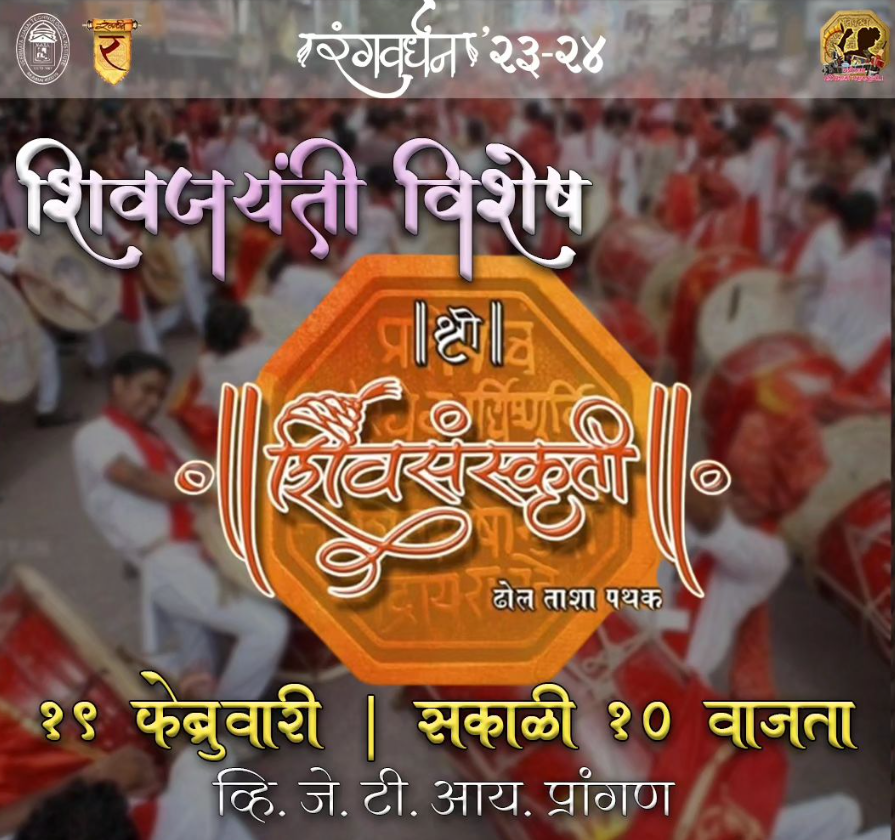 र
रंगवर्धन '२३-२४
शिवजयंती विशेष
॥श्री॥
॥शिवसंस्कृती॥
ढोल ताशा पथक
१९ फेब्रुवारी | सकाळी १० वाजता
व्हि. जे. टी. आय. प्रांगण